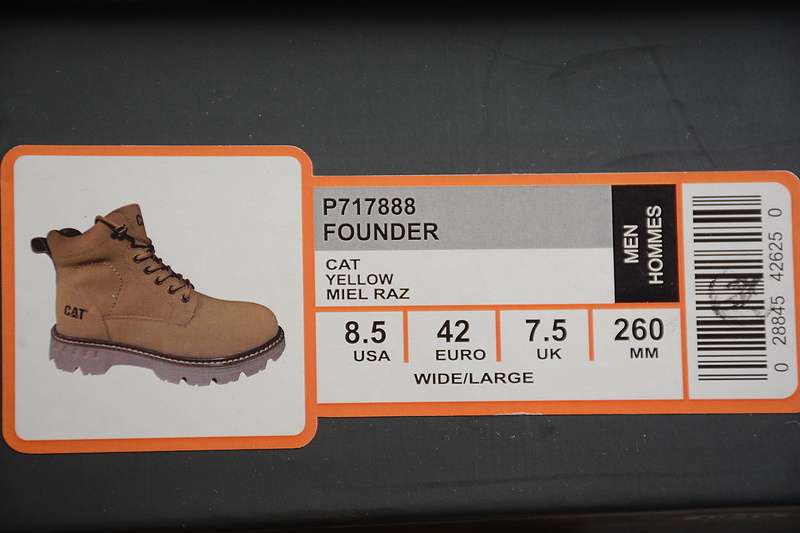 CAT
P717888
FOUNDER
CAT
YELLOW
MIEL RAZ
MEN
HOMMES
8.5 42 7.5 260
USA EURO UK MM
WIDE/LARGE
0 28845 42625 0